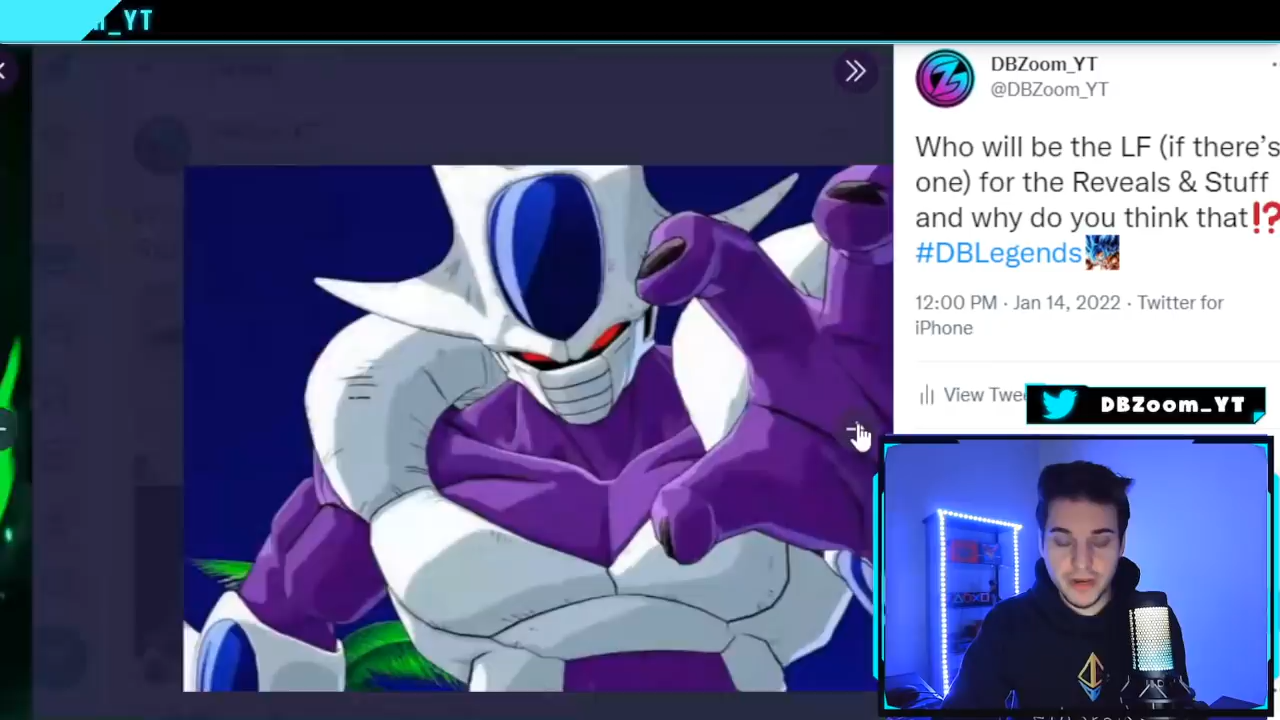 _YT
DBZoom_YT
@DBZoom_YT
Who will be the LF (if there's
one) for the Reveals & Stuff
and why do you think that⁉
#DBLegends
12:00 PM · Jan 14, 2022 · Twitter for
iPhone
View
DBZoom_YT